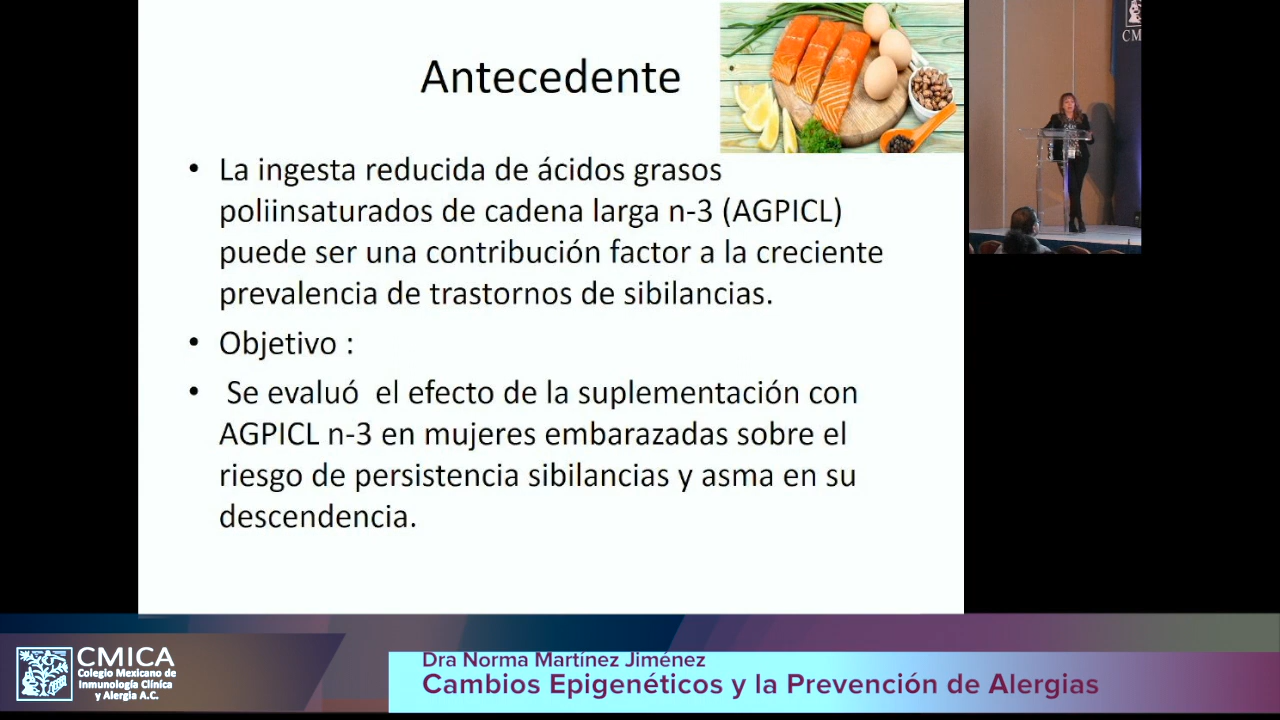 Antecedente
• La ingesta reducida de ácidos grasos
poliinsaturados de cadena larga n-3 (AGPICL)
puede ser una contribución factor a la creciente
prevalencia de trastornos de sibilancias.
• Objetivo :
• Se evaluó el efecto de la suplementación con
AGPICL n-3 en mujeres embarazadas sobre el
riesgo de persistencia sibilancias y asma en su
descendencia.
CM
CMICA
Colegio Mexicano de
Inmunología Clínica
y Alergia A.C.
Dra Norma Martínez Jiménez
Cambios Epigenéticos y la Prevención de Alergias